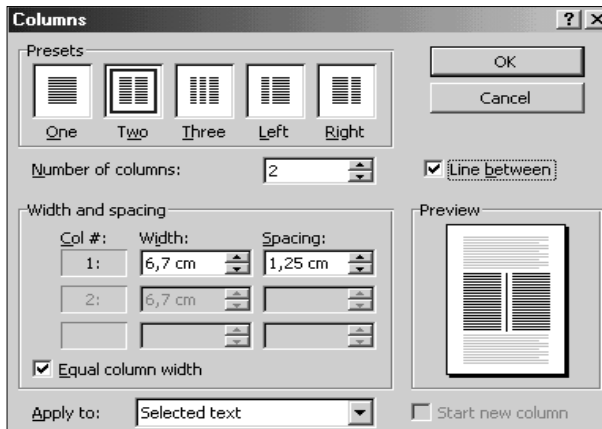 Columns
Presets
OK
Cancel
One Two Three Left Right
Number of columns: 2
Line between
Width and spacing
Preview
Col #: Width: Spacing:
1: 6,7 cm 1,25 cm
2: 6,7 cm
Equal column width
Apply to: Selected text
Start new column